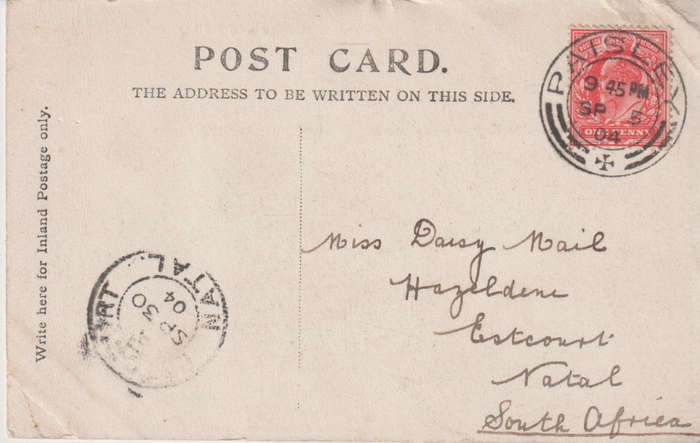 POST CARD.
THE ADDRESS TO BE WRITTEN ON THIS SIDE.
Write here for Inland Postage only.
PAISLEY
9 45 PM
SP 5
04
ONE PENNY
Miss Daisy Mail
Hazeldene
Estcourt
Natal
South Africa
NATAL
SP 30
04